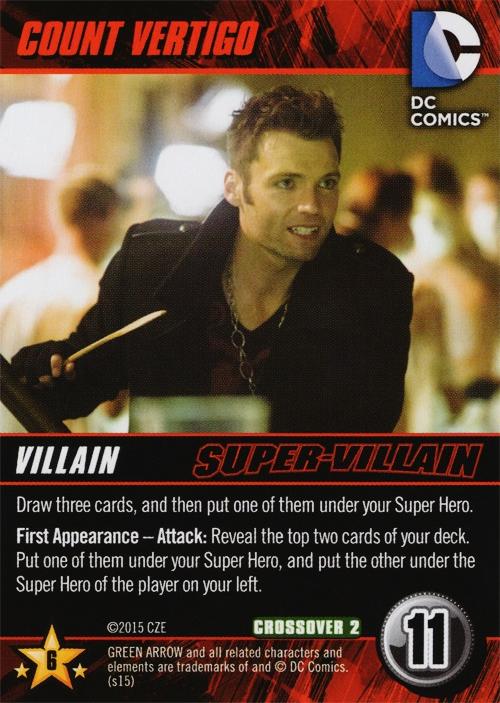 COUNT VERTIGO
DC
DC
COMICS™
VILLAIN
SUPER-VILLAIN
Draw three cards, and then put one of them under your Super Hero.
First Appearance – Attack: Reveal the top two cards of your deck.
Put one of them under your Super Hero, and put the other under the
Super Hero of the player on your left.
©2015 CZE
CROSSOVER 2
6
11
GREEN ARROW and all related characters and
elements are trademarks of and © DC Comics.
(s15)